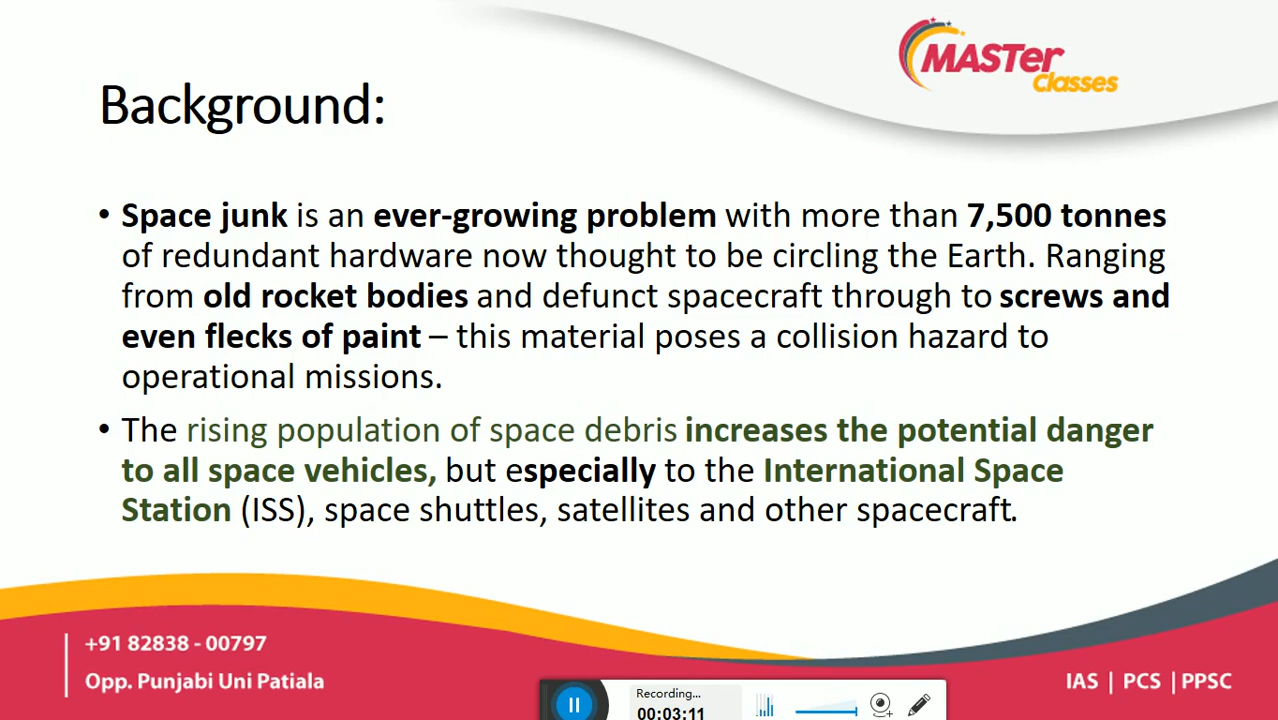 MASTer
Classes
Background:
• Space junk is an ever-growing problem with more than 7,500 tonnes
of redundant hardware now thought to be circling the Earth. Ranging
from old rocket bodies and defunct spacecraft through to screws and
even flecks of paint – this material poses a collision hazard to
operational missions.
• The rising population of space debris increases the potential danger
to all space vehicles, but especially to the International Space
Station (ISS), space shuttles, satellites and other spacecraft.
+91 82838 - 00797
Opp. Punjabi Uni Patiala
IAS | PCS | PPSC
Recording...
00:03:11